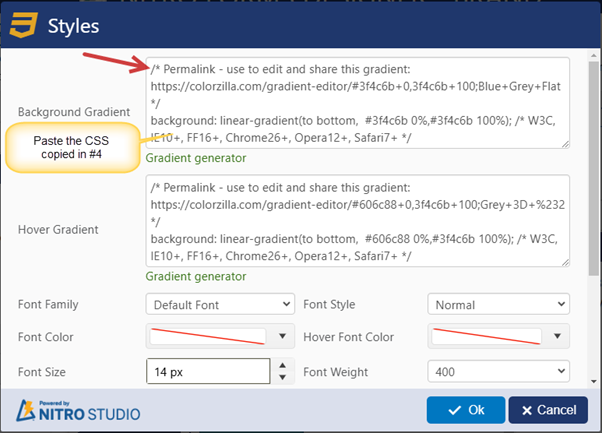 Styles
Background Gradient
/* Permalink - use to edit and share this gradient:
https://colorzilla.com/gradient-editor/#3f4c6b+0,3f4c6b+100;Blue+Grey+Flat
*/
background: linear-gradient(to bottom,  #3f4c6b 0%,#3f4c6b 100%); /* W3C,
IE10+, FF16+, Chrome26+, Opera12+, Safari7+ */
Paste the CSS
copied in #4
Gradient generator
Hover Gradient
/* Permalink - use to edit and share this gradient:
https://colorzilla.com/gradient-editor/#606c88+0,3f4c6b+100;Grey+3D+%232
*/
background: linear-gradient(to bottom,  #606c88 0%,#3f4c6b 100%); /* W3C,
IE10+, FF16+, Chrome26+, Opera12+, Safari7+ */
Gradient generator
Font Family Default Font Font Style Normal
Font Color Hover Font Color
Font Size 14 px Font Weight 400
Powered by
NITRO STUDIO
Ok Cancel